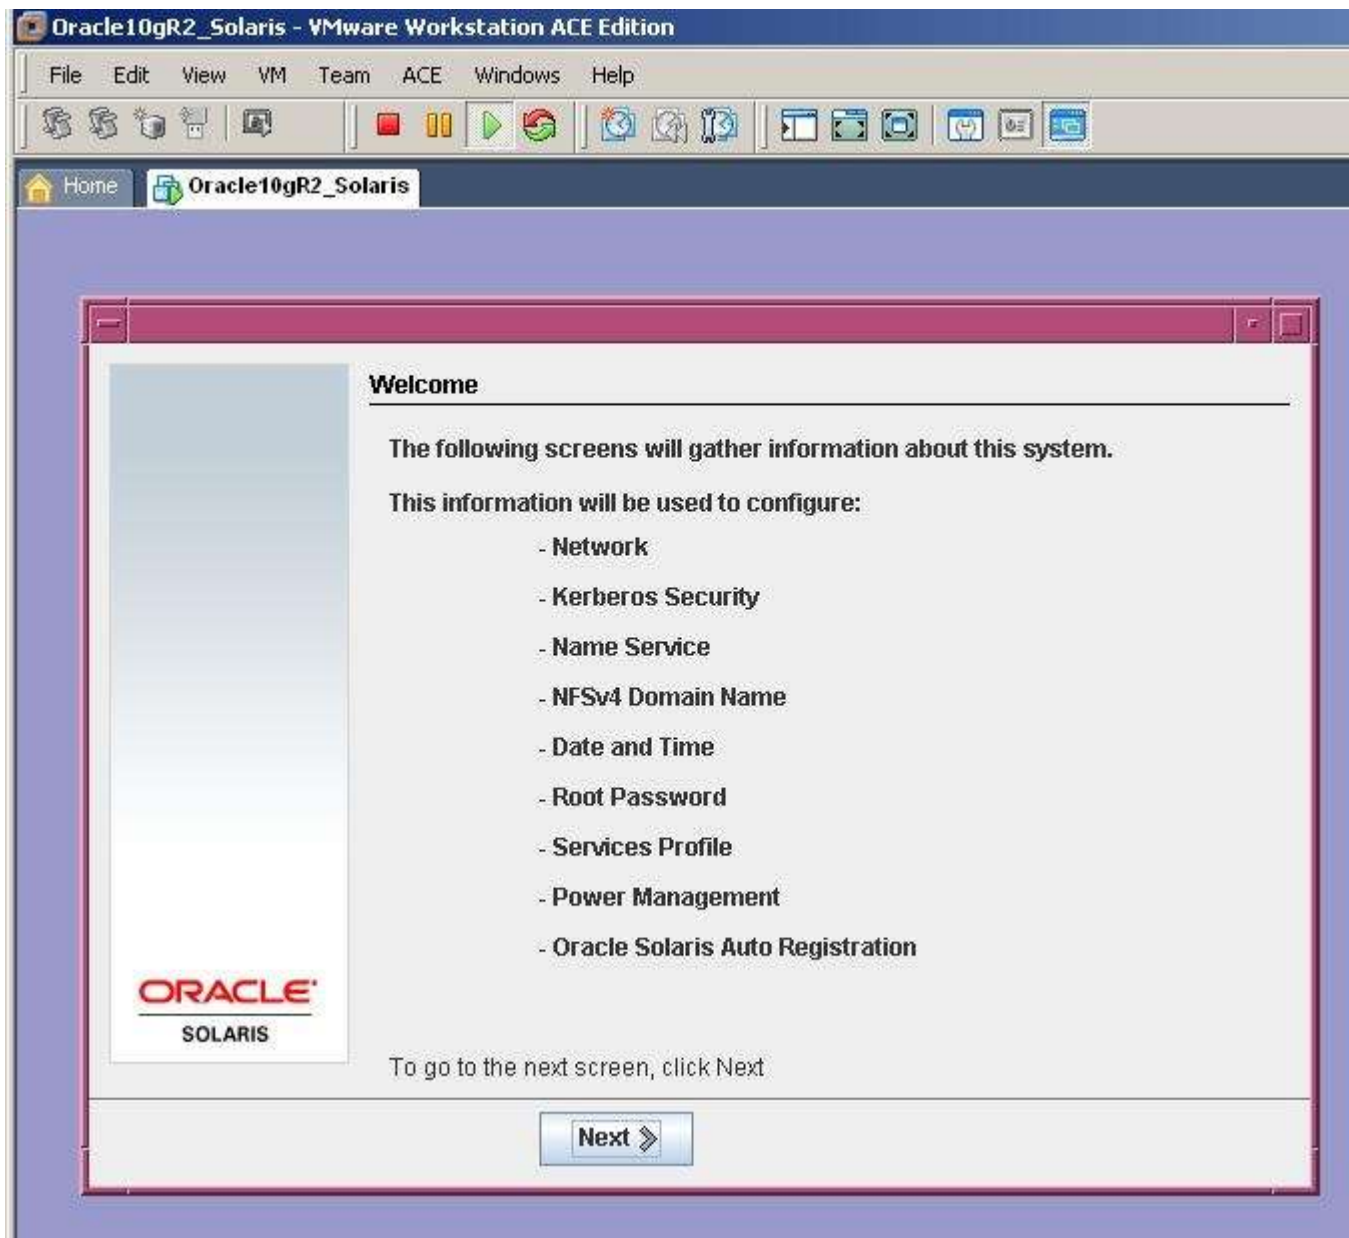 Oracle10gR2_Solaris - VMware Workstation ACE Edition
File Edit View VM Team ACE Windows Help
Home Oracle10gR2_Solaris
Welcome
The following screens will gather information about this system.
This information will be used to configure:
- Network
- Kerberos Security
- Name Service
- NFSv4 Domain Name
- Date and Time
- Root Password
- Services Profile
- Power Management
- Oracle Solaris Auto Registration
ORACLE
SOLARIS
To go to the next screen, click Next
Next